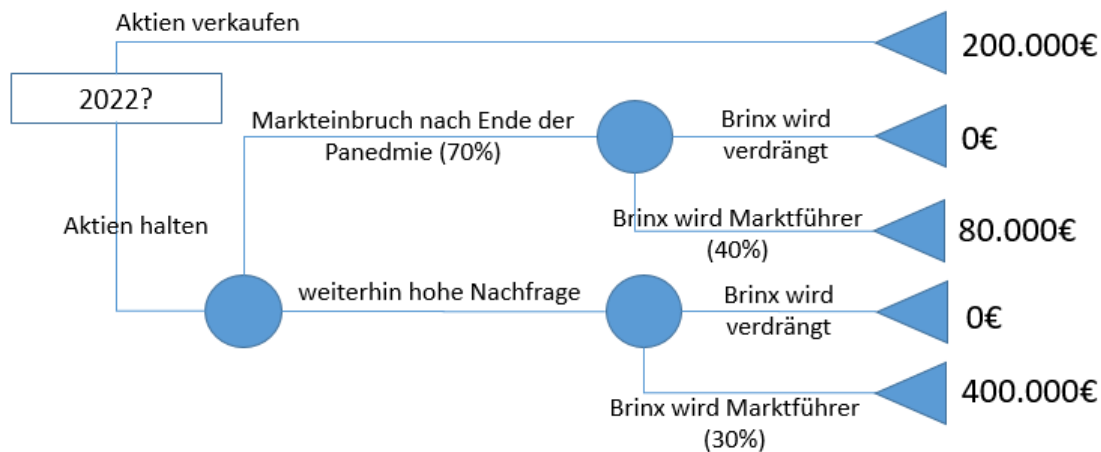 Aktien verkaufen
200.000€
2022?
Markteinbruch nach Ende der
Panedmie (70%)
Brinx wird
verdrängt
0€
Aktien halten
Brinx wird Marktführer
(40%)
80.000€
weiterhin hohe Nachfrage
Brinx wird
verdrängt
0€
Brinx wird Marktführer
(30%)
400.000€